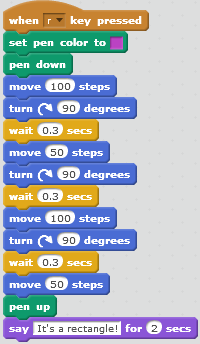 when r key pressed
set pen color to
pen down
move 100 steps
turn 90 degrees
wait 0.3 secs
move 50 steps
turn 90 degrees
wait 0.3 secs
move 100 steps
turn 90 degrees
wait 0.3 secs
move 50 steps
pen up
say It's a rectangle! for 2 secs